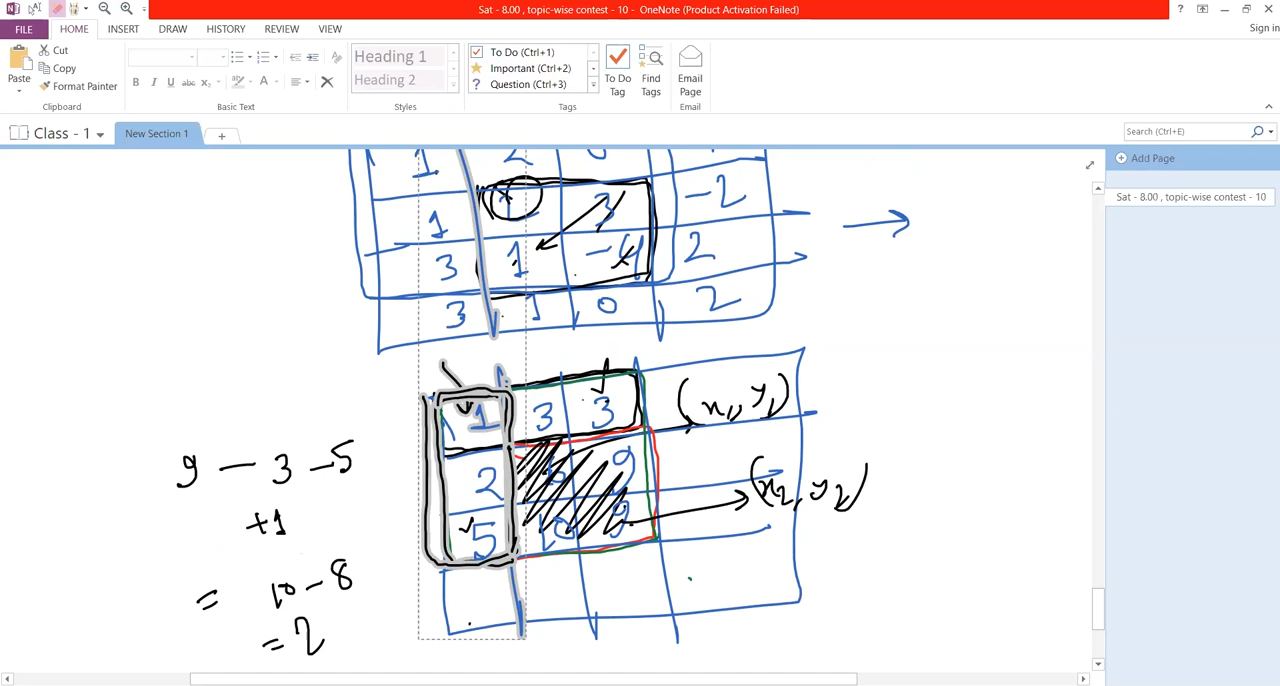 Sat - 8.00 , topic-wise contest - 10 - OneNote (Product Activation Failed)
Sign in
FILE HOME INSERT DRAW HISTORY REVIEW VIEW
Paste
Cut
Copy
Format Painter
Clipboard
B I U abc x₂ A
Basic Text
Heading 1
Heading 2
Styles
To Do (Ctrl+1)
Important (Ctrl+2)
Question (Ctrl+3)
Tags
To Do Tag
Find Tags
Email Page
Email
Class - 1
New Section 1
Search (Ctrl+E)
Add Page
Sat - 8.00 , topic-wise contest - 10
1 2
1 3 -2
3 1 -4 2
3 1 0 2
1 3 3 (x1, y1)
2 9 (x2, y2)
5 10 9
9 - 3 - 5
+1
= 10 - 8
= 2